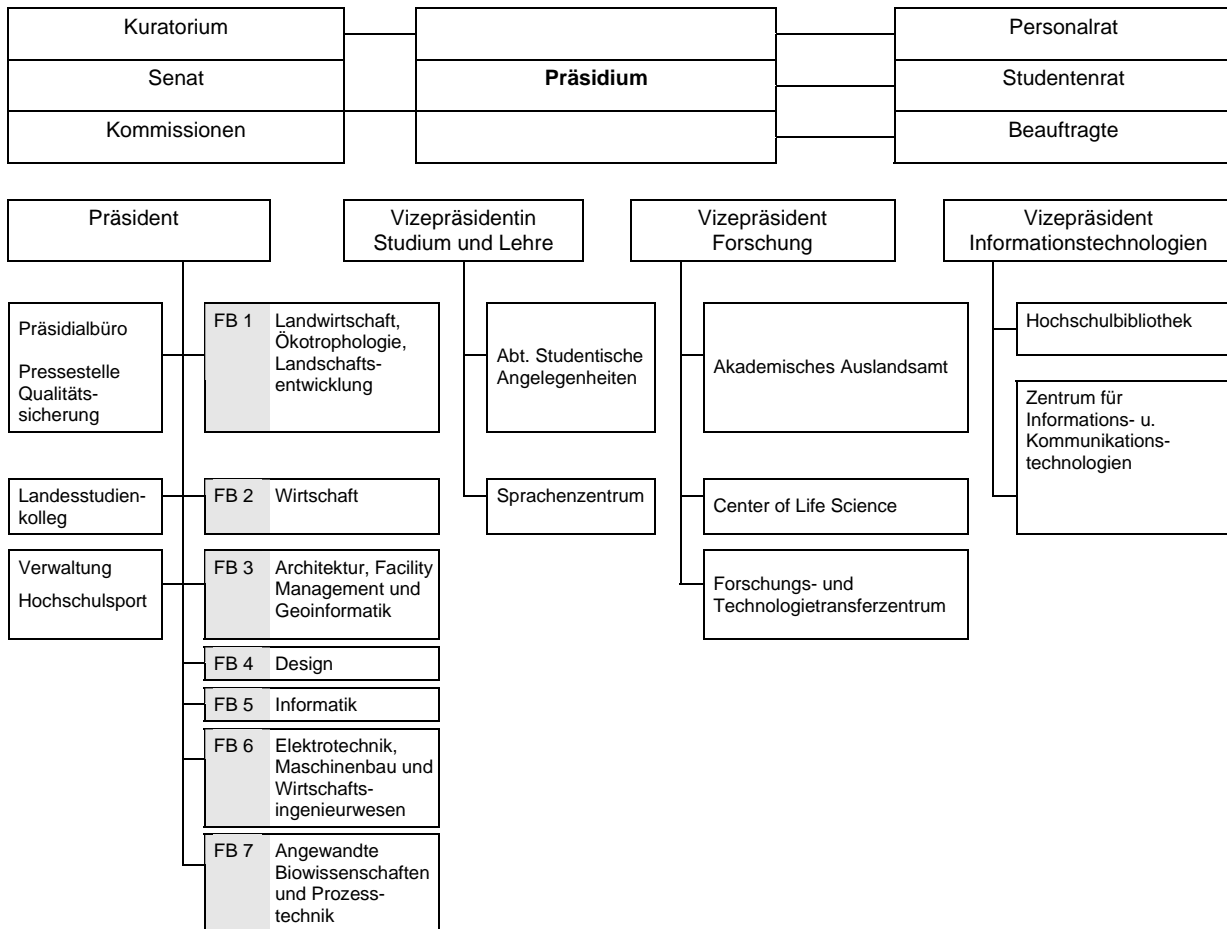 Kuratorium
Präsidium
Personalrat
Senat
Studentenrat
Kommissionen
Beauftragte
Präsident
Vizepräsidentin
Studium und Lehre
Vizepräsident
Forschung
Vizepräsident
Informationstechnologien
Präsidialbüro
Pressestelle
Qualitäts-
sicherung
Landesstudien-
kolleg
Verwaltung
Hochschulsport
FB 1 Landwirtschaft,
Ökotrophologie,
Landschafts-
entwicklung
FB 2 Wirtschaft
FB 3 Architektur, Facility
Management und
Geoinformatik
FB 4 Design
FB 5 Informatik
FB 6 Elektrotechnik,
Maschinenbau und
Wirtschafts-
ingenieurwesen
FB 7 Angewandte
Biowissenschaften
und Prozess-
technik
Abt. Studentische
Angelegenheiten
Sprachenzentrum
Akademisches Auslandsamt
Center of Life Science
Forschungs- und
Technologietransferzentrum
Hochschulbibliothek
Zentrum für
Informations- u.
Kommunikations-
technologien